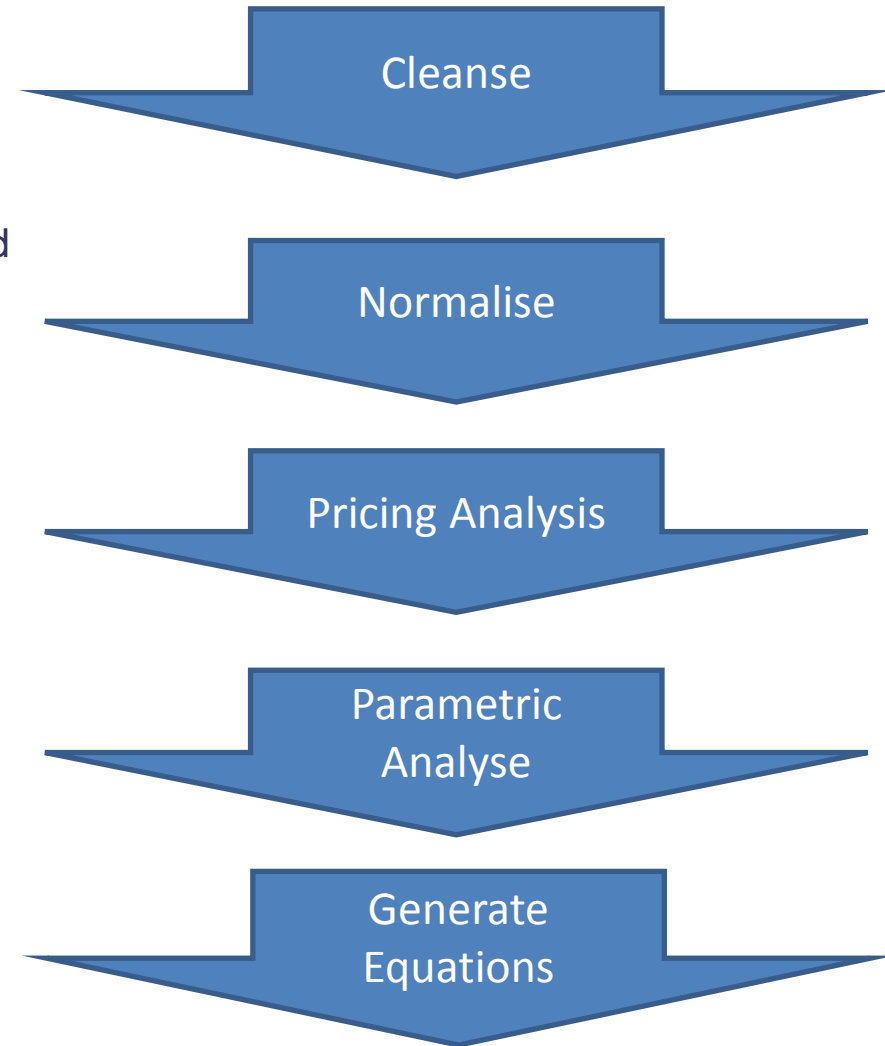 Cleanse
d
Normalise
Pricing Analysis
Parametric
Analyse
Generate
Equations